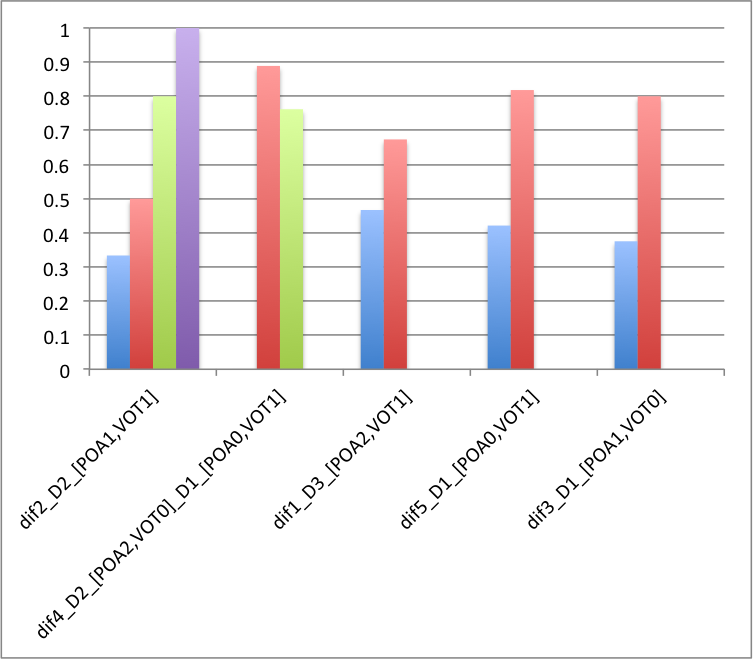 1
0.9
0.8
0.7
0.6
0.5
0.4
0.3
0.2
0.1
0
dif2_D2_[POA1,VOT1]
dif4_D2_[POA2,VOT0]_D1_[POA0,VOT1]
dif1_D3_[POA2,VOT1]
dif5_D1_[POA0,VOT1]
dif3_D1_[POA1,VOT0]